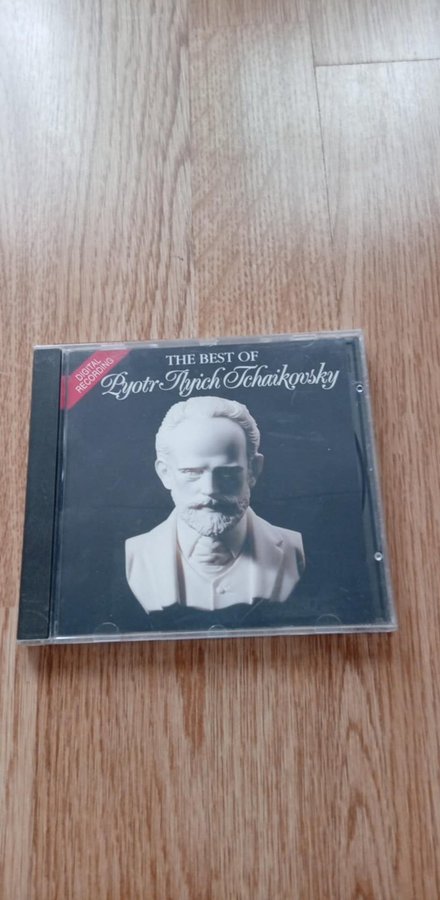 DIGITAL
RECORDING
THE BEST OF
Pyotr Ilyich Tchaikovsky